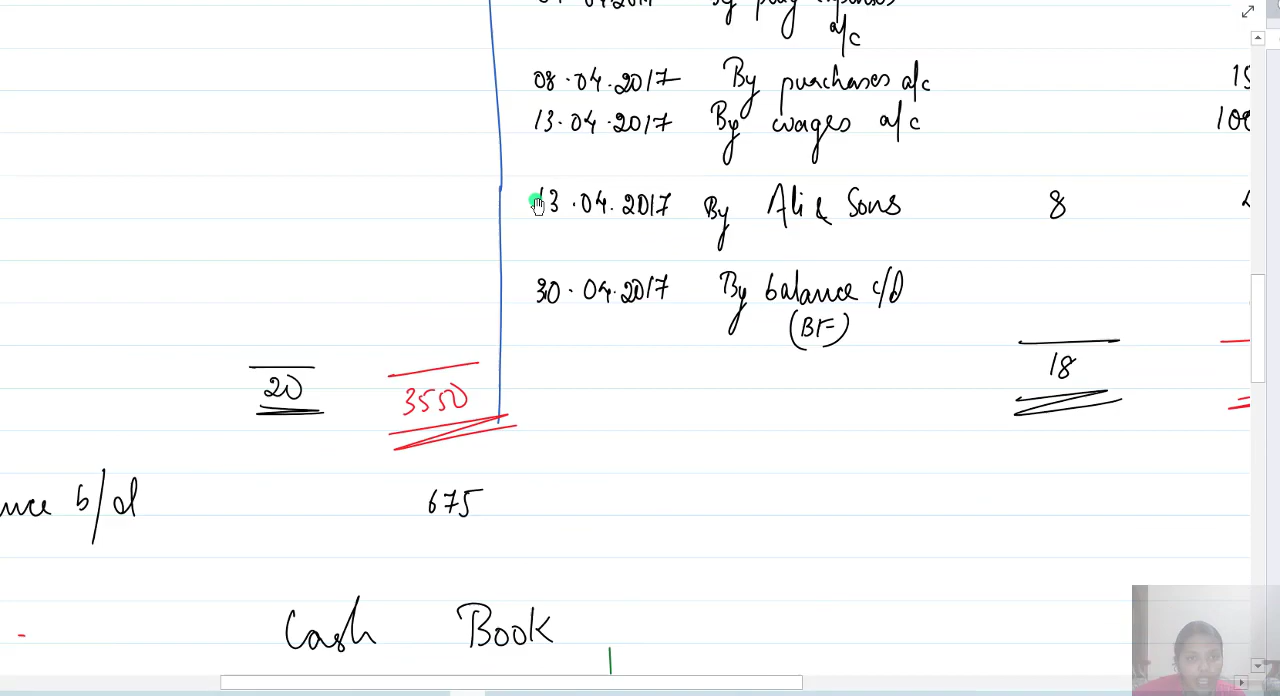 a/c
08.04.2017 By purchases a/c
13.04.2017 By wages a/c
13.04.2017 By Ali & Sons 8
30.04.2017 By balance c/d
(BF)
20 3550 18
b/d 675
Cash Book